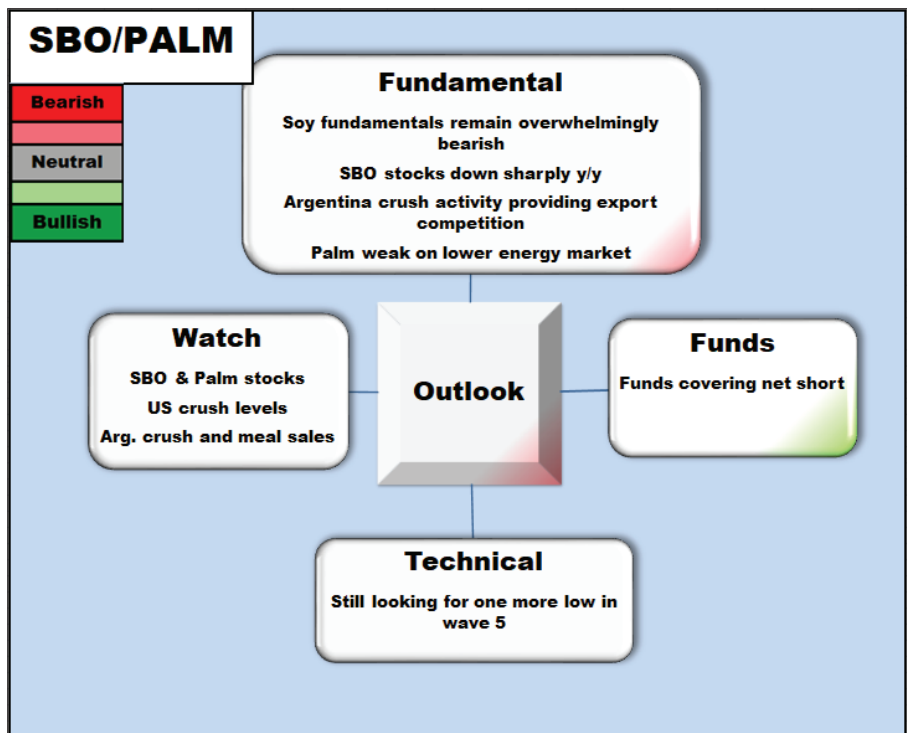 SBO/PALM
Bearish
Neutral
Bullish
Fundamental
Soy fundamentals remain overwhelmingly
bearish
SBO stocks down sharply y/y
Argentina crush activity providing export
competition
Palm weak on lower energy market
Watch
SBO & Palm stocks
US crush levels
Arg. crush and meal sales
Outlook
Funds
Funds covering net short
Technical
Still looking for one more low in
wave 5